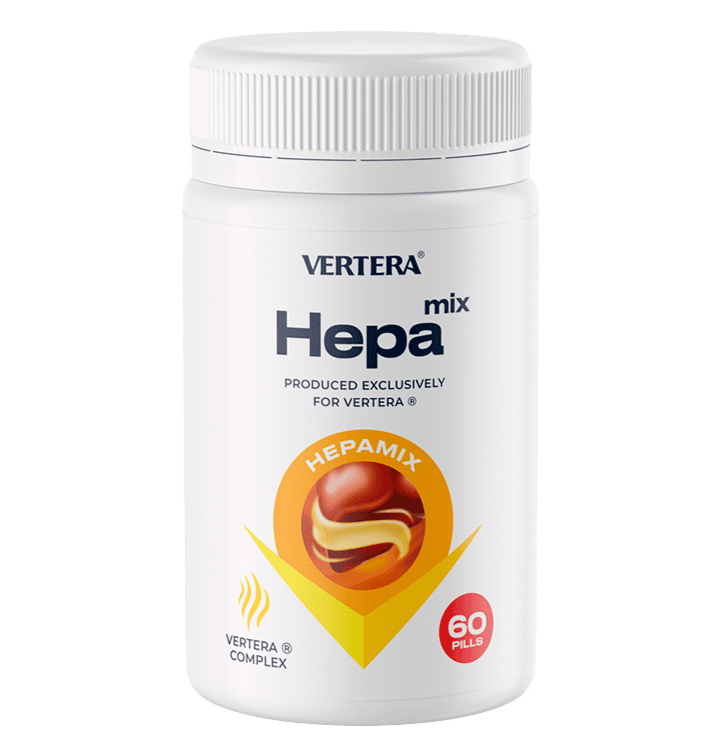 VERTERA®
Hepa mix
PRODUCED EXCLUSIVELY
FOR VERTERA ®
HEPAMIX
VERTERA ®
COMPLEX
60
PILLS